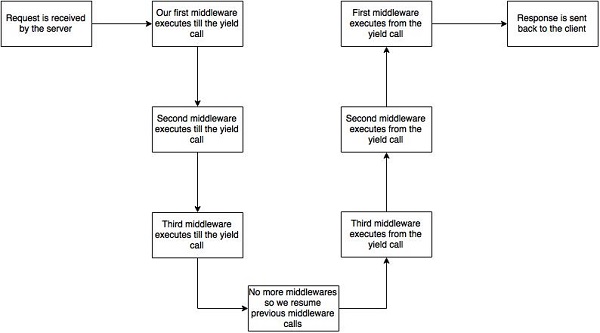 Request is received
by the server
Our first middleware
executes till the yield
call
Second middleware
executes till the yield
call
Third middleware
executes till the yield
call
No more middlewares
so we resume
previous middleware
calls
Third middleware
executes from the
yield call
Second middleware
executes from the
yield call
First middleware
executes from the
yield call
Response is sent
back to the client